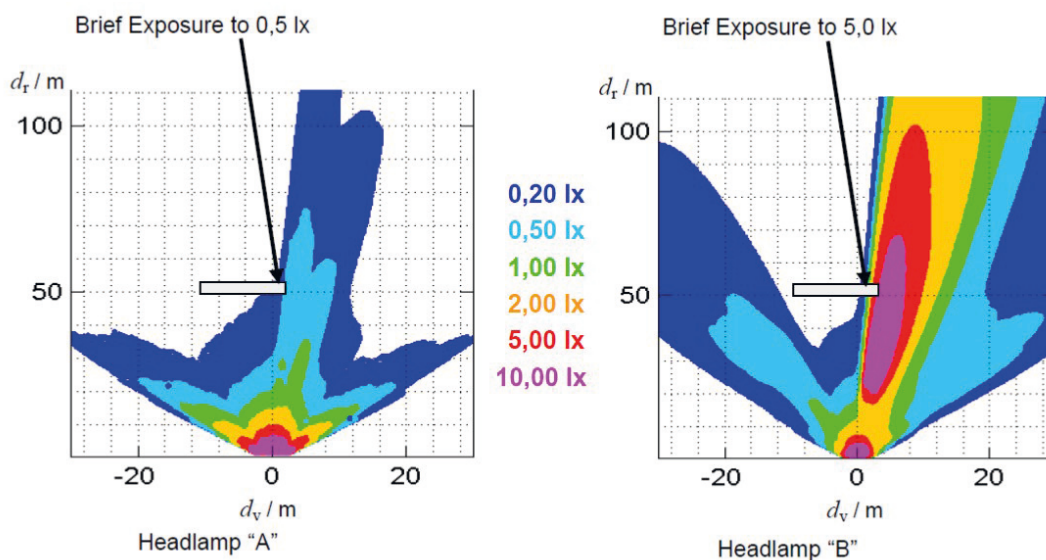 Brief Exposure to 0,5 lx
Brief Exposure to 5,0 lx
dr / m
100
50
-20
0
20
dv / m
Headlamp “A”
0,20 lx
0,50 lx
1,00 lx
2,00 lx
5,00 lx
10,00 lx
dr / m
100
50
-20
0
20
dv / m
Headlamp “B”